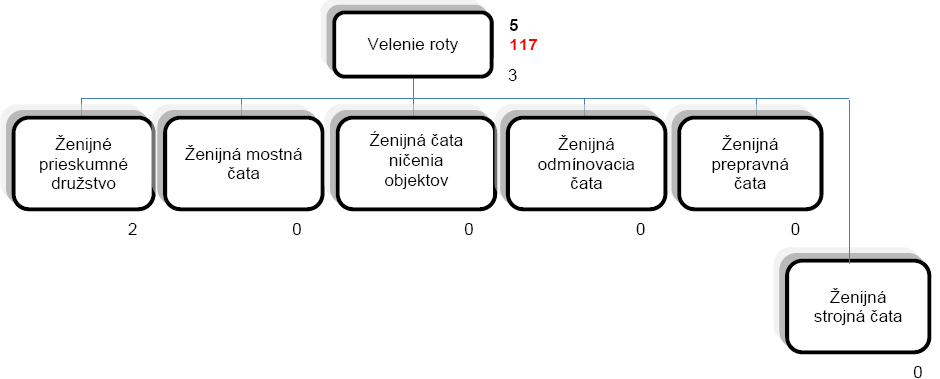 Velenie roty
5
117
3
Ženijné
prieskumné
družstvo
2
Ženijná mostná
čata
0
Źenijná čata
ničenia
objektov
0
Ženijná
odmínovacia
čata
0
Ženijná
prepravná
čata
0
Ženijná
strojná čata
0